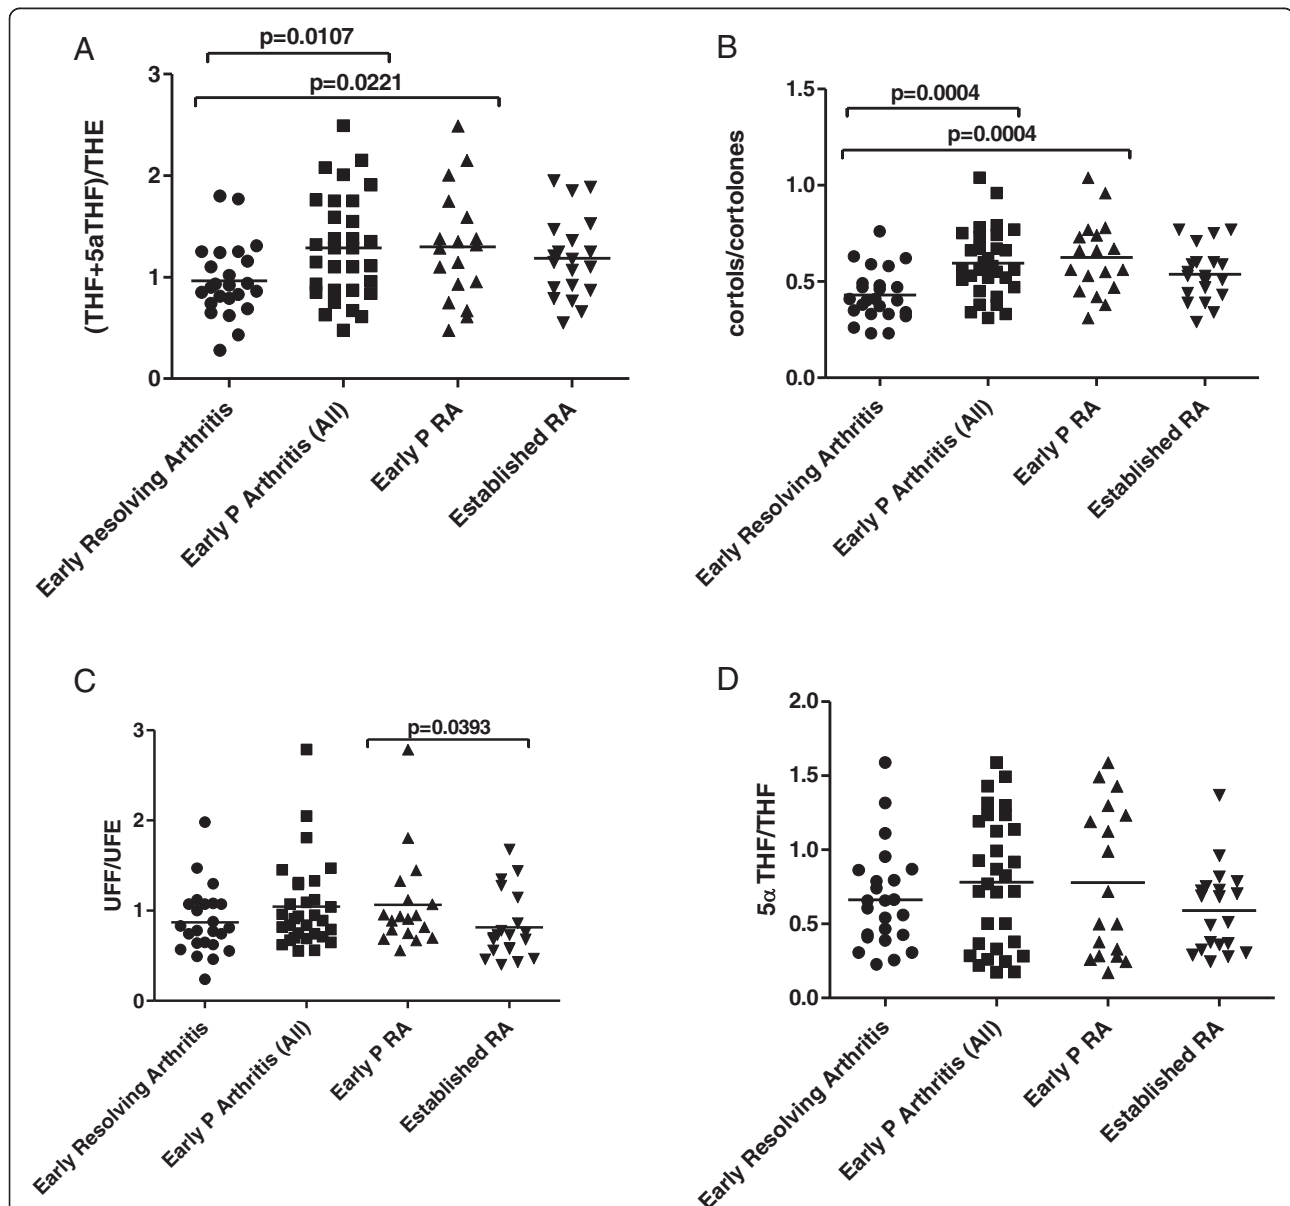 A
p=0.0107
p=0.0221
(THF+5aTHF)/THE
3
2
1
0
Early Resolving Arthritis
Early P Arthritis (All)
Early P RA
Established RA
B
p=0.0004
p=0.0004
cortols/cortolones
1.5
1.0
0.5
0.0
Early Resolving Arthritis
Early P Arthritis (All)
Early P RA
Established RA
C
p=0.0393
UFF/UFE
3
2
1
0
Early Resolving Arthritis
Early P Arthritis (All)
Early P RA
Established RA
D
5α THF/THF
2.0
1.5
1.0
0.5
0.0
Early Resolving Arthritis
Early P Arthritis (All)
Early P RA
Established RA